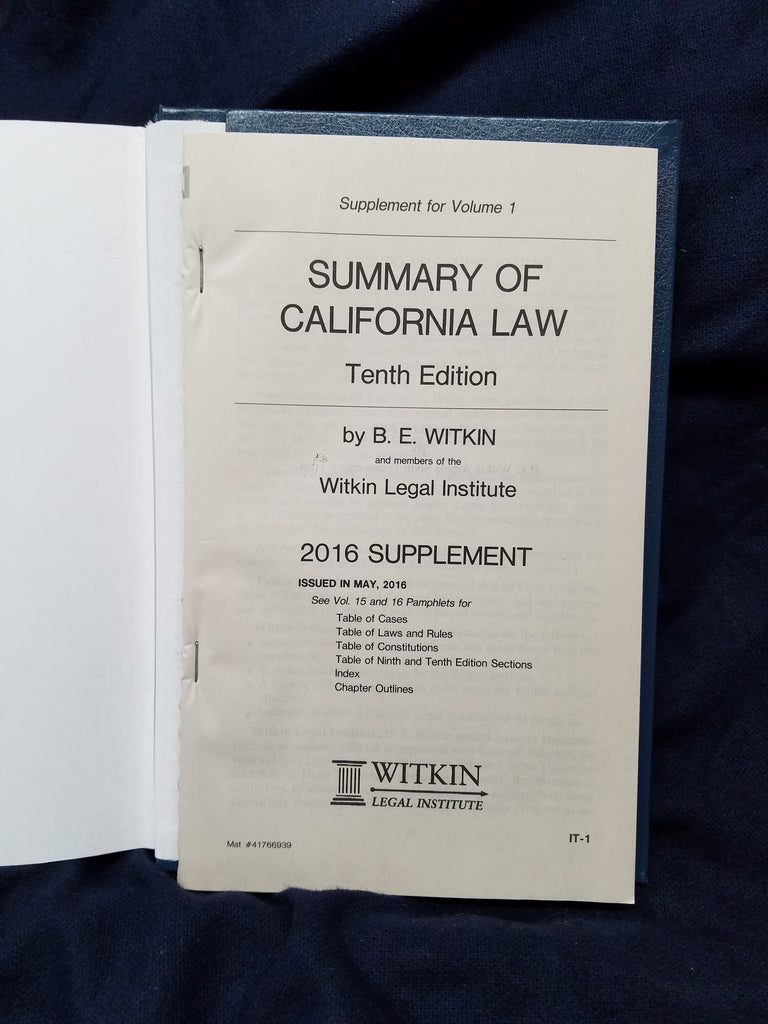 Supplement for Volume 1
SUMMARY OF
CALIFORNIA LAW
Tenth Edition
by B. E. WITKIN
and members of the
Witkin Legal Institute
2016 SUPPLEMENT
ISSUED IN MAY, 2016
See Vol. 15 and 16 Pamphlets for
Table of Cases
Table of Laws and Rules
Table of Constitutions
Table of Ninth and Tenth Edition Sections
Index
Chapter Outlines
WITKIN
LEGAL INSTITUTE
Mat #41766939
IT-1